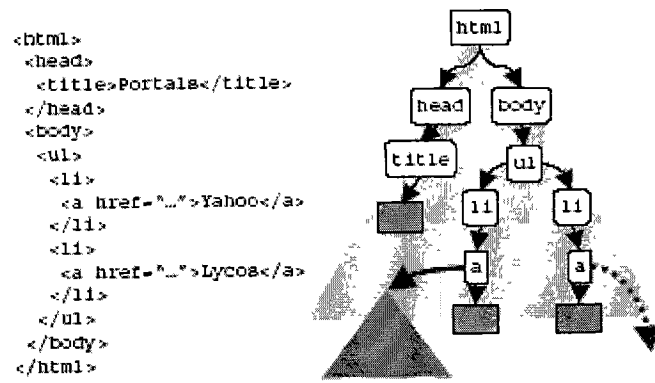 <html>
<head>
<title>Portals</title>
</head>
<body>
<ul>
<li>
<a href="…">Yahoo</a>
</li>
<li>
<a href="…">Lycos</a>
</li>
</ul>
</body>
</html>
html
head body
title ul
li li
a a